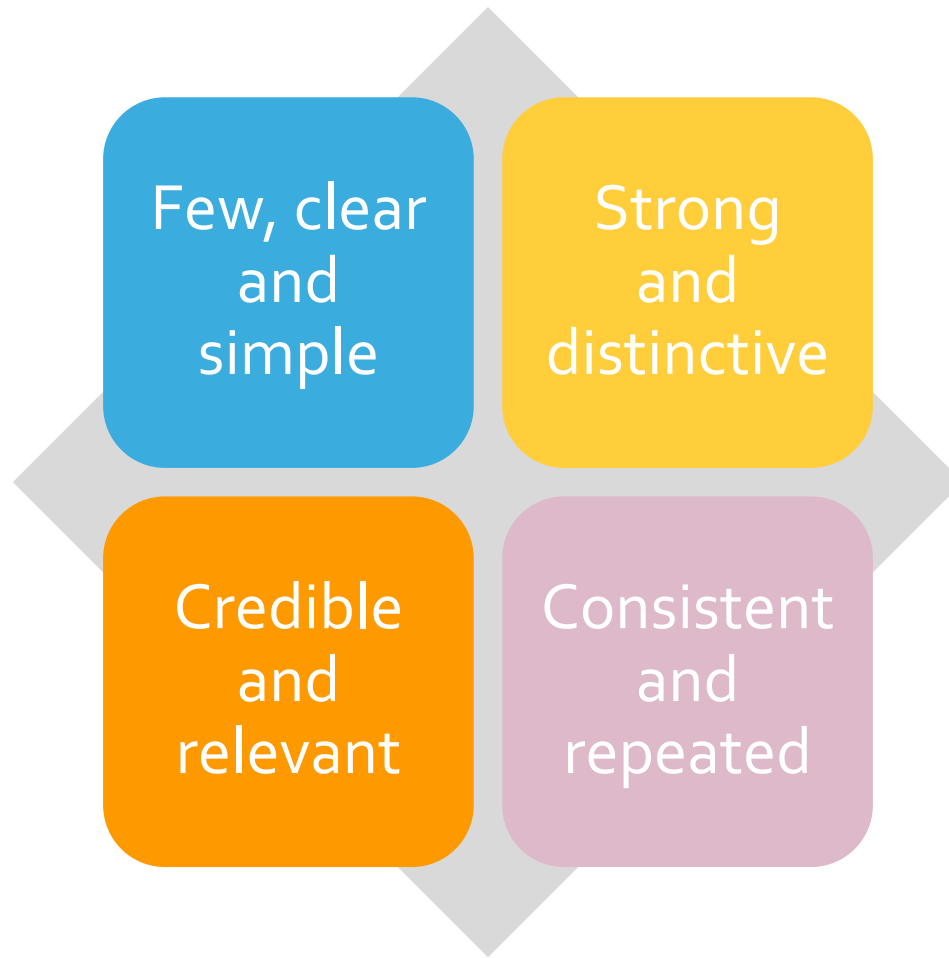 Few, clear
and
simple
Strong
and
distinctive
Credible
and
relevant
Consistent
and
repeated